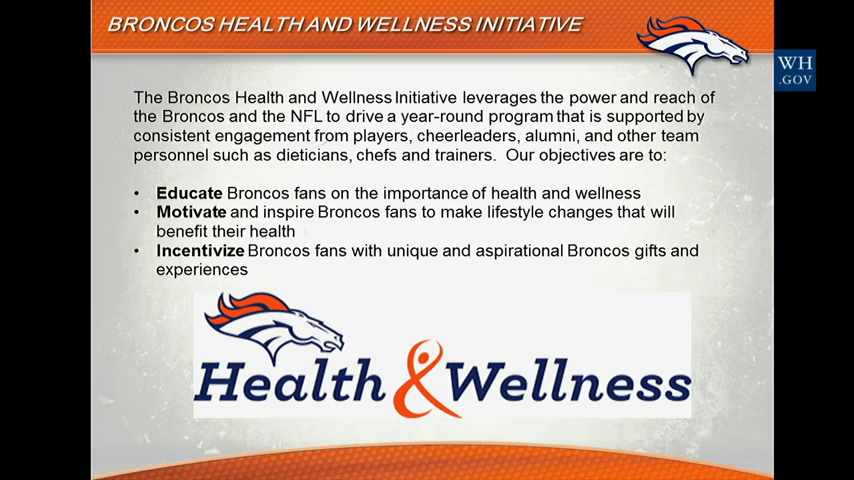 BRONCOS HEALTH AND WELLNESS INITIATIVE
WH
.GOV
The Broncos Health and Wellness Initiative leverages the power and reach of
the Broncos and the NFL to drive a year-round program that is supported by
consistent engagement from players, cheerleaders, alumni, and other team
personnel such as dieticians, chefs and trainers.  Our objectives are to:
• Educate Broncos fans on the importance of health and wellness
• Motivate and inspire Broncos fans to make lifestyle changes that will
benefit their health
• Incentivize Broncos fans with unique and aspirational Broncos gifts and
experiences
Health & Wellness